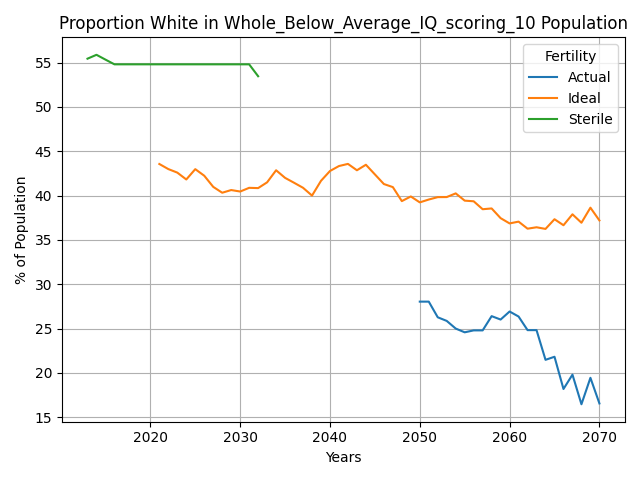 Proportion White in Whole_Below_Average_IQ_scoring_10 Population
Fertility
Actual
Ideal
Sterile
% of Population
55
50
45
40
35
30
25
20
15
2020 2030 2040 2050 2060 2070
Years